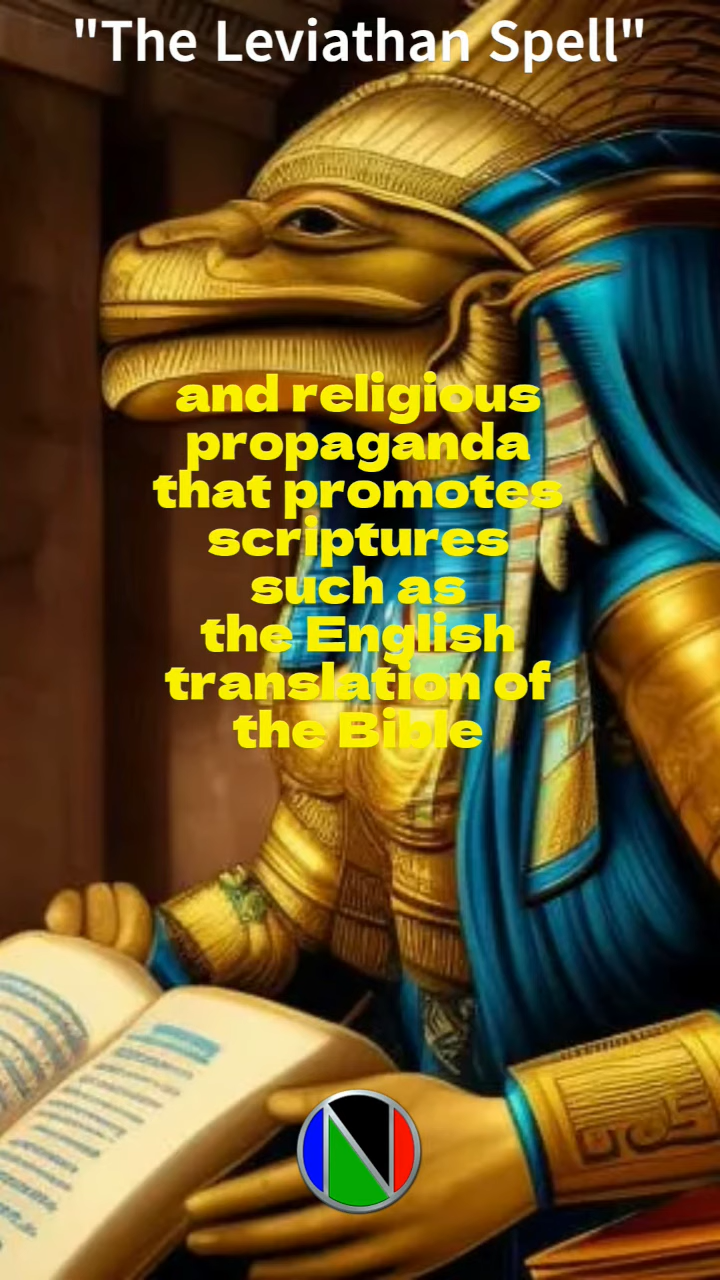 "The Leviathan Spell"
and religious
propaganda
that promotes
scriptures
such as
the English
translation of
the Bible